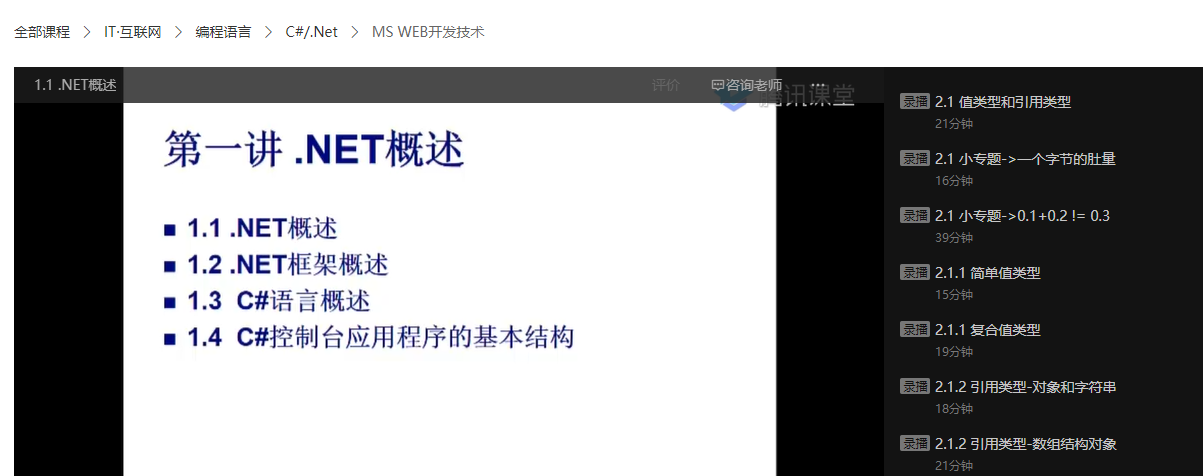 全部课程 > IT·互联网 > 编程语言 > C#/.Net > MS WEB开发技术
1.1 .NET概述
评价
咨询老师
腾讯课堂
第一讲 .NET概述
1.1 .NET概述
1.2 .NET框架概述
1.3 C#语言概述
1.4 C#控制台应用程序的基本结构
录播 2.1 值类型和引用类型
21分钟
录播 2.1 小专题->一个字节的肚量
16分钟
录播 2.1 小专题->0.1+0.2 != 0.3
39分钟
录播 2.1.1 简单值类型
15分钟
录播 2.1.1 复合值类型
19分钟
录播 2.1.2 引用类型-对象和字符串
18分钟
录播 2.1.2 引用类型-数组结构对象
21分钟